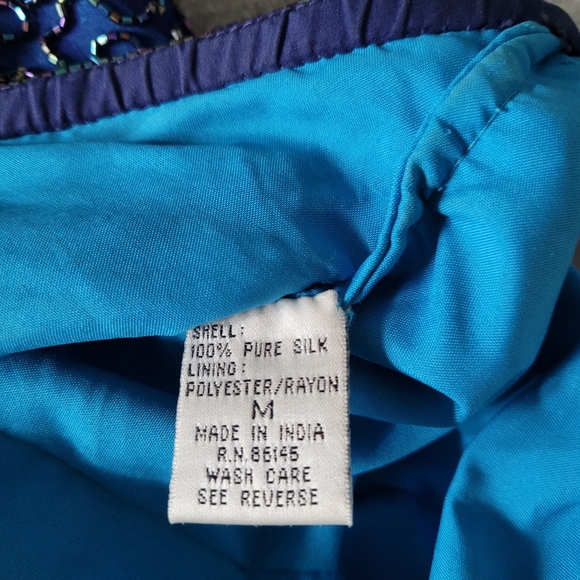 SHELL:
100% PURE SILK
LINING:
POLYESTER/RAYON
M
MADE IN INDIA
R.N.86145
WASH CARE
SEE REVERSE